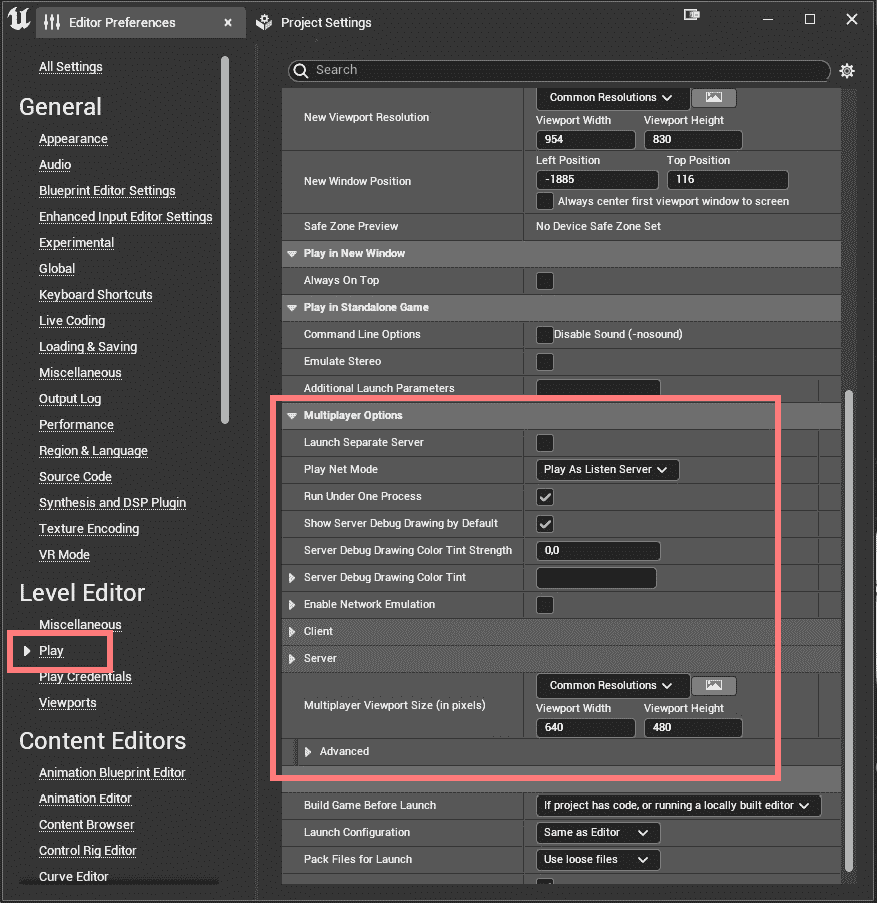 Editor Preferences
Project Settings
All Settings
General
Appearance
Audio
Blueprint Editor Settings
Enhanced Input Editor Settings
Experimental
Global
Keyboard Shortcuts
Live Coding
Loading & Saving
Miscellaneous
Output Log
Performance
Region & Language
Source Code
Synthesis and DSP Plugin
Texture Encoding
VR Mode
Level Editor
Miscellaneous
Play
Play Credentials
Viewports
Content Editors
Animation Blueprint Editor
Animation Editor
Content Browser
Control Rig Editor
Curve Editor
Search
Common Resolutions
New Viewport Resolution
Viewport Width Viewport Height
954 830
Left Position Top Position
New Window Position
-1885 116
Always center first viewport window to screen
Safe Zone Preview No Device Safe Zone Set
Play in New Window
Always On Top
Play in Standalone Game
Command Line Options Disable Sound (-nosound)
Emulate Stereo
Additional Launch Parameters
Multiplayer Options
Launch Separate Server
Play Net Mode Play As Listen Server
Run Under One Process
Show Server Debug Drawing by Default
Server Debug Drawing Color Tint Strength 0,0
Server Debug Drawing Color Tint
Enable Network Emulation
Client
Server
Common Resolutions
Multiplayer Viewport Size (in pixels)
Viewport Width Viewport Height
640 480
Advanced
Build Game Before Launch If project has code, or running a locally built editor
Launch Configuration Same as Editor
Pack Files for Launch Use loose files